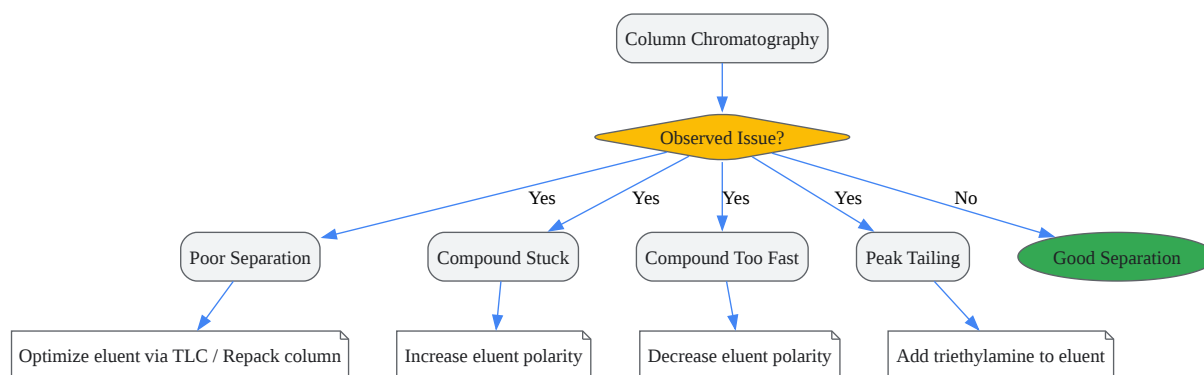 Column Chromatography
Observed Issue?
Yes
Yes
Yes
Yes
No
Poor Separation
Compound Stuck
Compound Too Fast
Peak Tailing
Good Separation
Optimize eluent via TLC / Repack column
Increase eluent polarity
Decrease eluent polarity
Add triethylamine to eluent